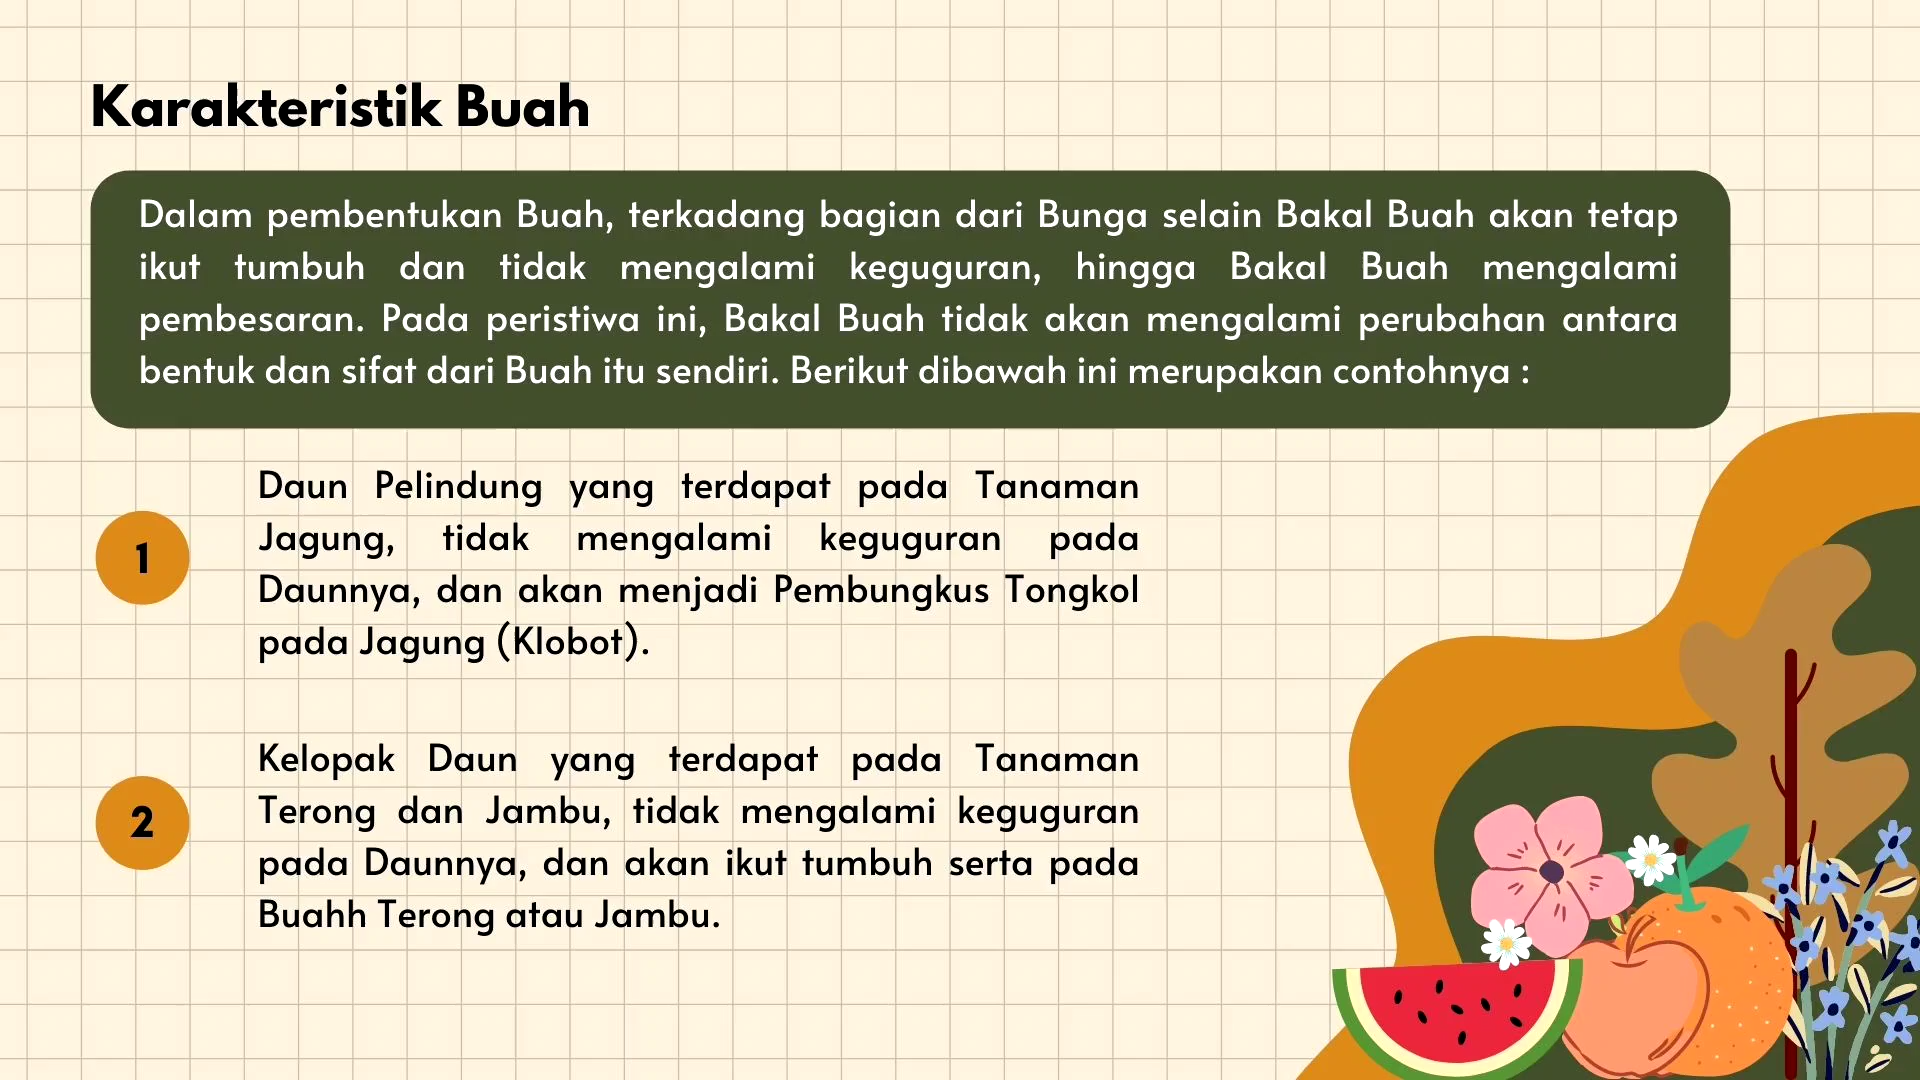 Karakteristik Buah
Dalam pembentukan Buah, terkadang bagian dari Bunga selain Bakal Buah akan tetap
ikut tumbuh dan tidak mengalami keguguran, hingga Bakal Buah mengalami
pembesaran. Pada peristiwa ini, Bakal Buah tidak akan mengalami perubahan antara
bentuk dan sifat dari Buah itu sendiri. Berikut dibawah ini merupakan contohnya :
1
Daun Pelindung yang terdapat pada Tanaman
Jagung, tidak mengalami keguguran pada
Daunnya, dan akan menjadi Pembungkus Tongkol
pada Jagung (Klobot).
2
Kelopak Daun yang terdapat pada Tanaman
Terong dan Jambu, tidak mengalami keguguran
pada Daunnya, dan akan ikut tumbuh serta pada
Buahh Terong atau Jambu.